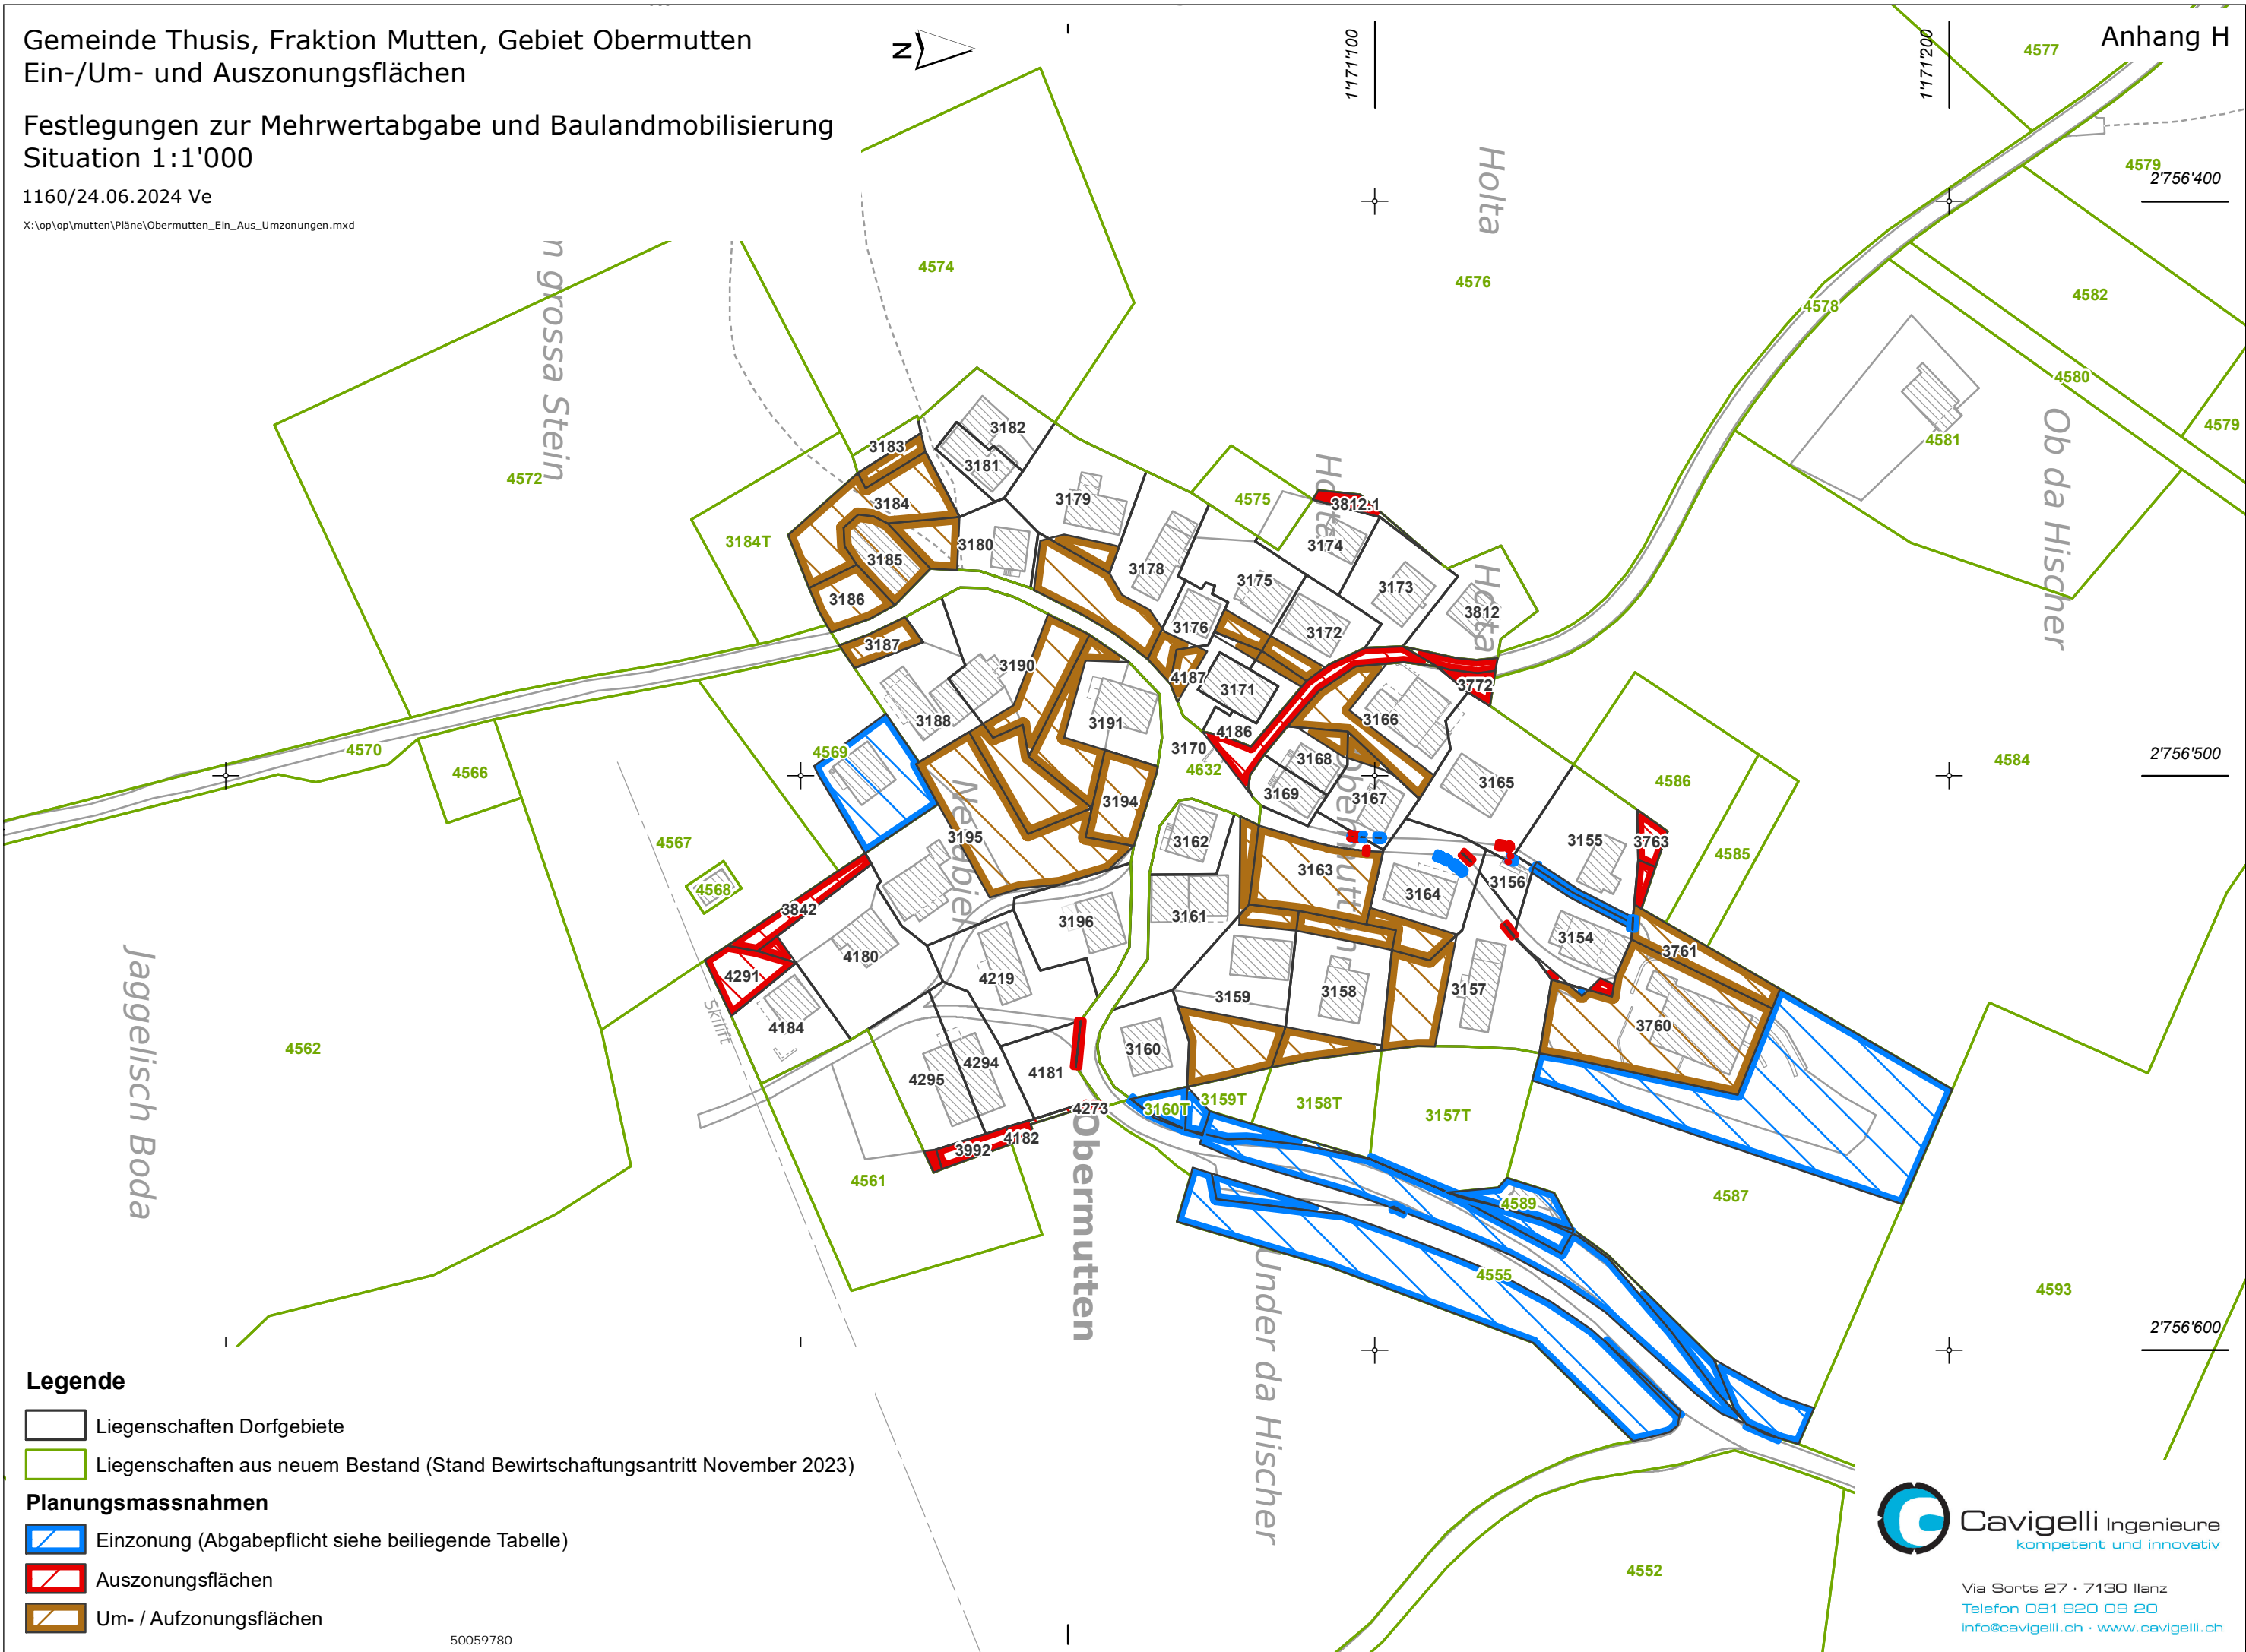 Gemeinde Thusis, Fraktion Mutten, Gebiet Obermutten
Ein-/Um- und Auszonungsflächen
Festlegungen zur Mehrwertabgabe und Baulandmobilisierung
Situation 1:1'000
1160/24.06.2024 Ve
X:\op\op\mutten\Pläne\Obermutten_Ein_Aus_Umzonungen.mxd
N
1'171'100
1'171'200
Anhang H
4577
4579
2'756'400
Holta
4574
4576
4582
4578
4580
4579
4581
Ob da Hischer
n grossa Stein
4572
3184T
3183
3182
3181
3184
3179
3180
3185
3186
3178
4575
Holta
3812.1
3174
3175
3173
3812
Holta
3176
3172
3187
3190
4187
3171
3772
3188
3191
3166
4186
3170
4632
3168
3169
3167
3165
4570
4566
4569
4586
4584
2'756'500
3194
3195
3162
3163
3164
3156
3155
3763
4585
4567
4568
3842
3161
3196
4180
4219
4291
4184
Skilift
3154
3761
3159
3158
3157
3760
3160
Obermutten
Jaggelisch Boda
4562
4295
4294
4181
4273
4182
3992
4561
3160T
3159T
3158T
3157T
4589
4587
4555
4593
Obermutten
Under da Hischer
2'756'600
4552
Legende
Liegenschaften Dorfgebiete
Liegenschaften aus neuem Bestand (Stand Bewirtschaftungsantritt November 2023)
Planungsmassnahmen
Einzonung (Abgabepflicht siehe beiliegende Tabelle)
Auszonungsflächen
Um- / Aufzonungsflächen
50059780
Cavigelli Ingenieure
kompetent und innovativ
Via Sorts 27 · 7130 Ilanz
Telefon 081 920 09 20
info@cavigelli.ch · www.cavigelli.ch